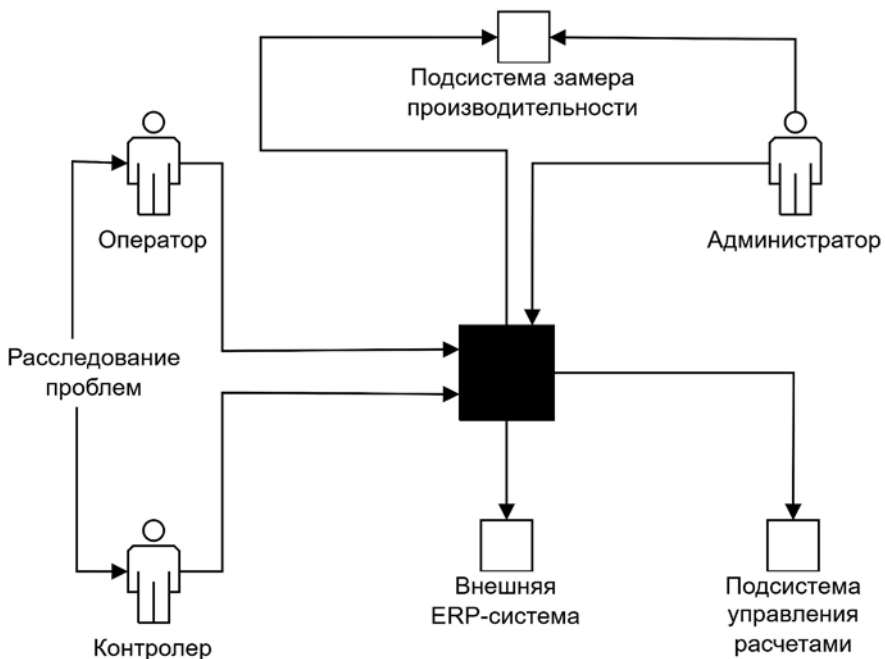 Подсистема замера
производительности
Оператор
Администратор
Расследование
проблем
Внешняя
ERP-система
Подсистема
управления
расчетами
Контролер